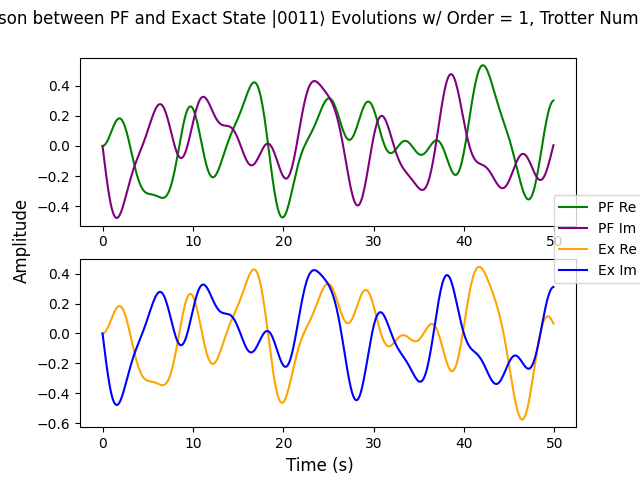 son between PF and Exact State |0011⟩ Evolutions w/ Order = 1, Trotter Num
0.4
0.2
0.0
−0.2
−0.4
0 10 20 30 40 50
PF Re
PF Im
Ex Re
Ex Im
Amplitude
0.4
0.2
0.0
−0.2
−0.4
−0.6
0 10 20 30 40 50
Time (s)